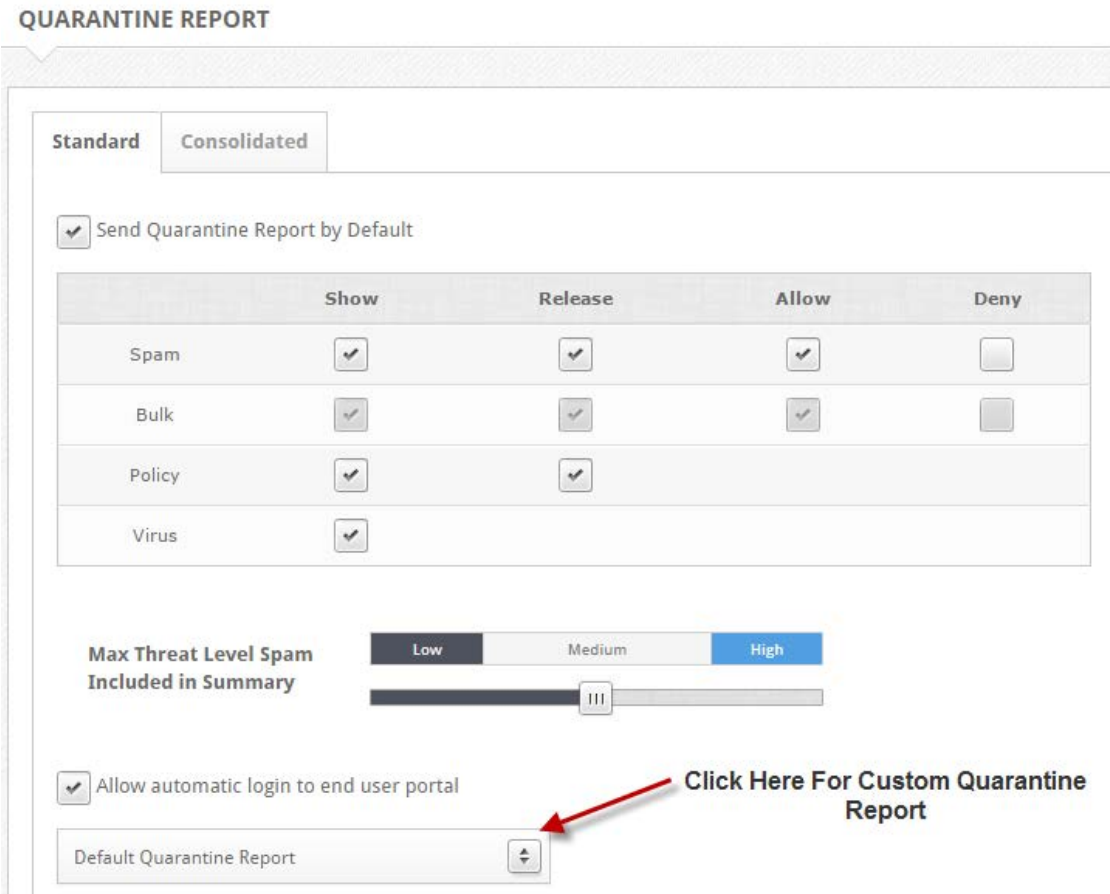 QUARANTINE REPORT
Standard Consolidated
Send Quarantine Report by Default
Show Release Allow Deny
Spam
Bulk
Policy
Virus
Max Threat Level Spam
Included in Summary
Low Medium High
Allow automatic login to end user portal
Click Here For Custom Quarantine
Report
Default Quarantine Report